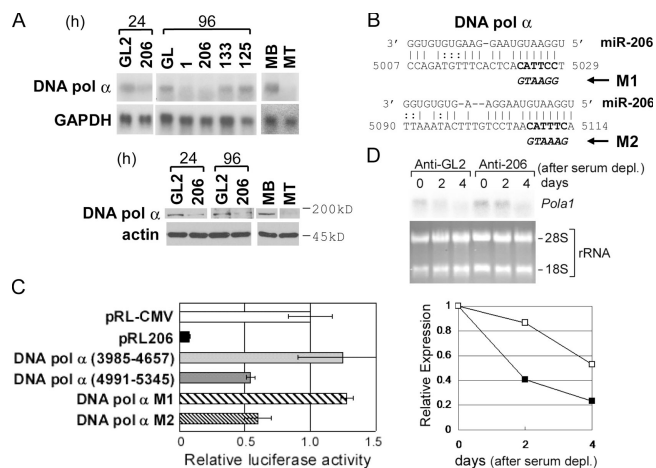 A
(h)
24
96
GL2
206
GL
1
206
133
125
MB
MT
DNA pol α
GAPDH
(h)
24
96
GL2
206
GL2
206
MB
MT
DNA pol α
actin
200kD
45kD
B
DNA pol α
3′ GGUGUGUGAAG-GAAUGUAAGGU 5′ miR-206
5007 CCAGATGTTTCACTCACATTCCT 5029
GTAAGG
M1
3′ GGUGUGUG-A-AGGAAUGUAAGGU 5′ miR-206
5090 TTAAATACTTTGTCCTAACATTTCA 5114
GTAAAG
M2
D
Anti-GL2 Anti-206 (after serum depl.)
0 2 4 0 2 4 days
Pola1
28S
rRNA
18S
C
pRL-CMV
pRL206
DNA pol α (3985-4657)
DNA pol α (4991-5345)
DNA pol α M1
DNA pol α M2
0 0.5 1.0 1.5
Relative luciferase activity
Relative Expression
1
0.8
0.6
0.4
0.2
0
0 2 4
days (after serum depl.)